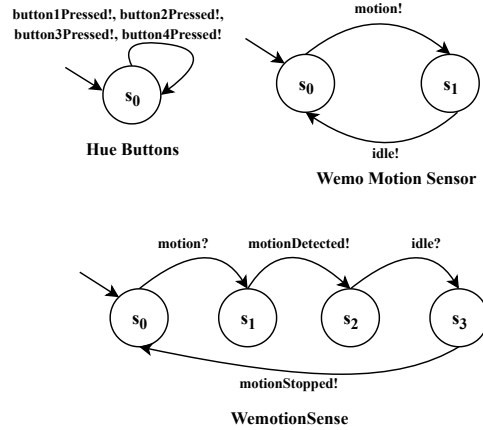 button1Pressed!, button2Pressed!,
button3Pressed!, button4Pressed!
s0
Hue Buttons
motion!
s0
s1
idle!
Wemo Motion Sensor
motion?
motionDetected!
idle?
s0
s1
s2
s3
motionStopped!
WemotionSense